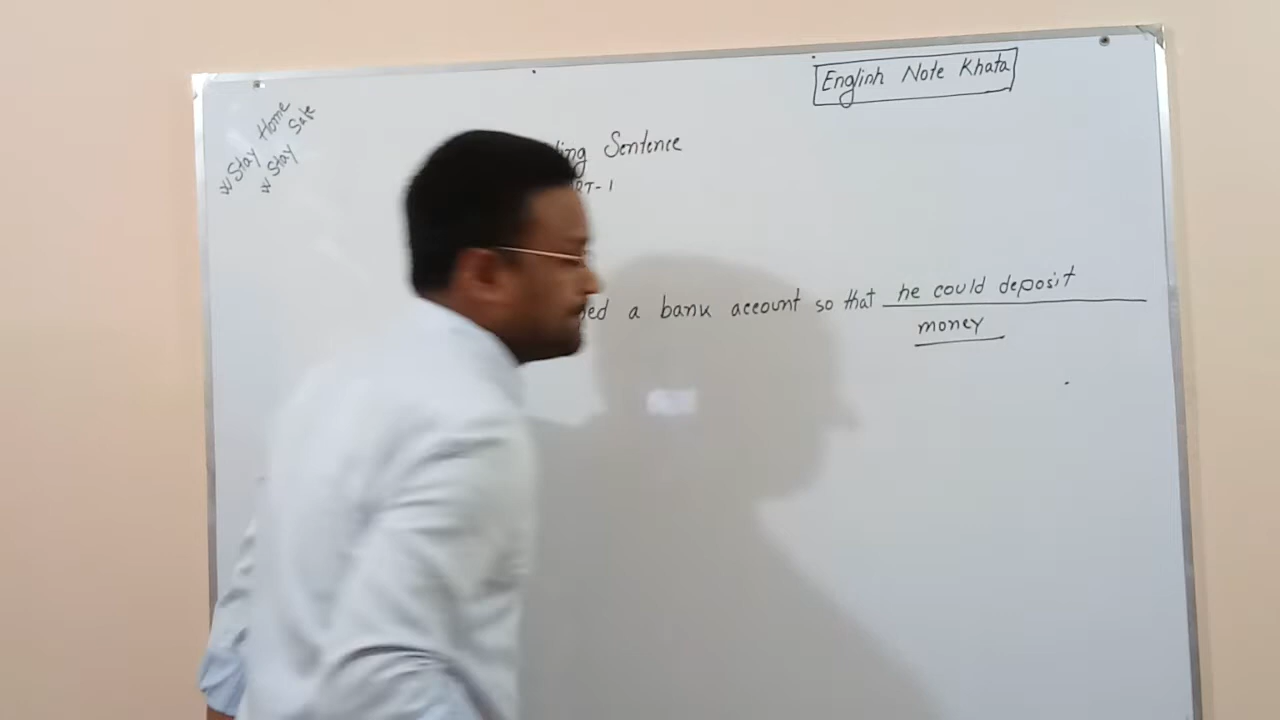 English Note Khata
w Stay Home
w Stay Safe
Sentence
a bank account so that he could deposit
money